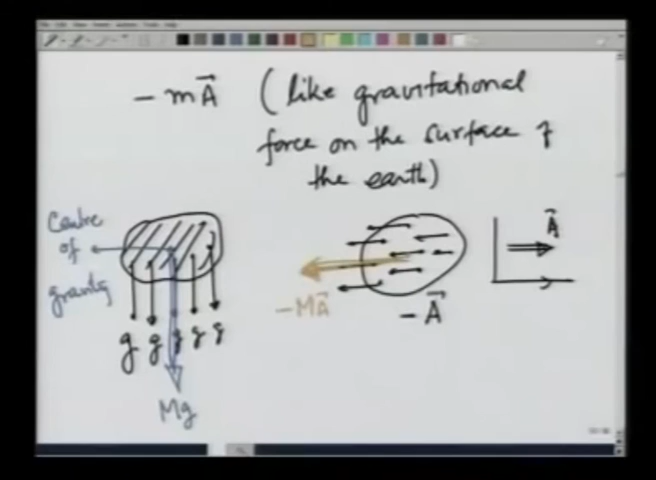 -mA⃗ (like gravitational
force on the surface of
the earth)
Centre
of
gravity
g g g g g
Mg
-MA⃗
-A⃗
A⃗